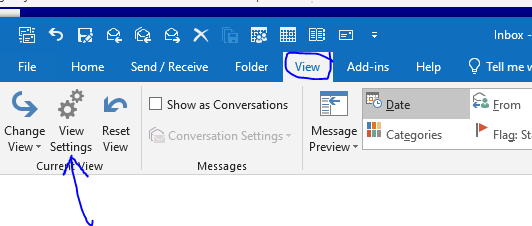 Inbox -
File Home Send / Receive Folder View Add-ins Help Tell me w
Change View
View Settings
Reset View
Current View
Show as Conversations
Conversation Settings
Messages
Message Preview
Date
From
Categories
Flag: Sta